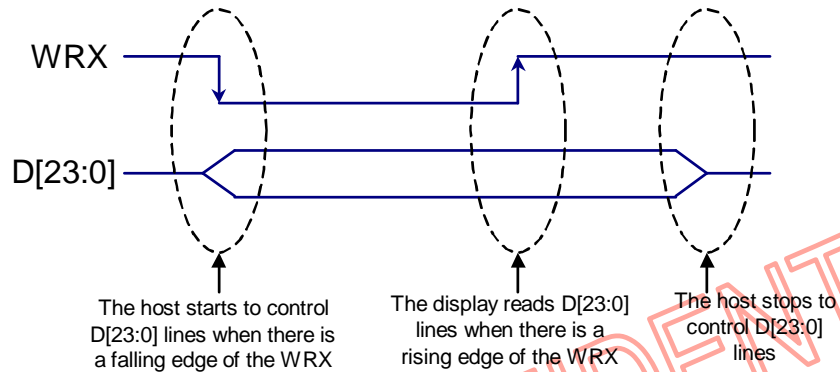 WRX
D[23:0]
The host starts to control
D[23:0] lines when there is
a falling edge of the WRX
The display reads D[23:0]
lines when there is a
rising edge of the WRX
The host stops to
control D[23:0]
lines
IDENT